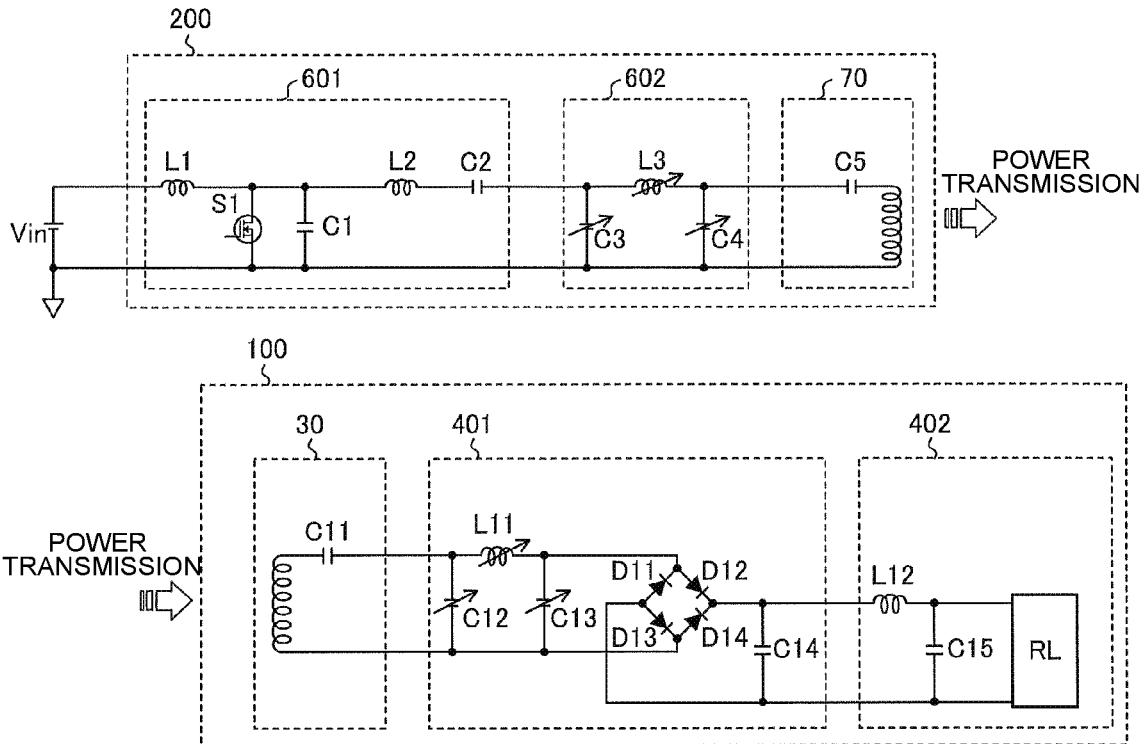 200
601
602
70
L1
L2
C2
L3
C5
POWER
TRANSMISSION
S1
Vin
C1
C3
C4
100
30
401
402
POWER
TRANSMISSION
C11
L11
D11
D12
L12
C12
C13
D13
D14
C14
C15
RL